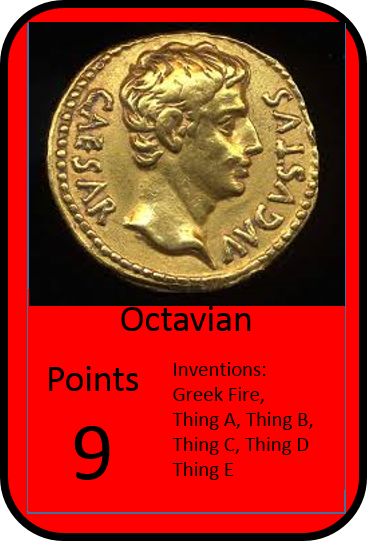 CAESAR
AVGVSTVS
Octavian
Points
9
Inventions:
Greek Fire,
Thing A, Thing B,
Thing C, Thing D
Thing E